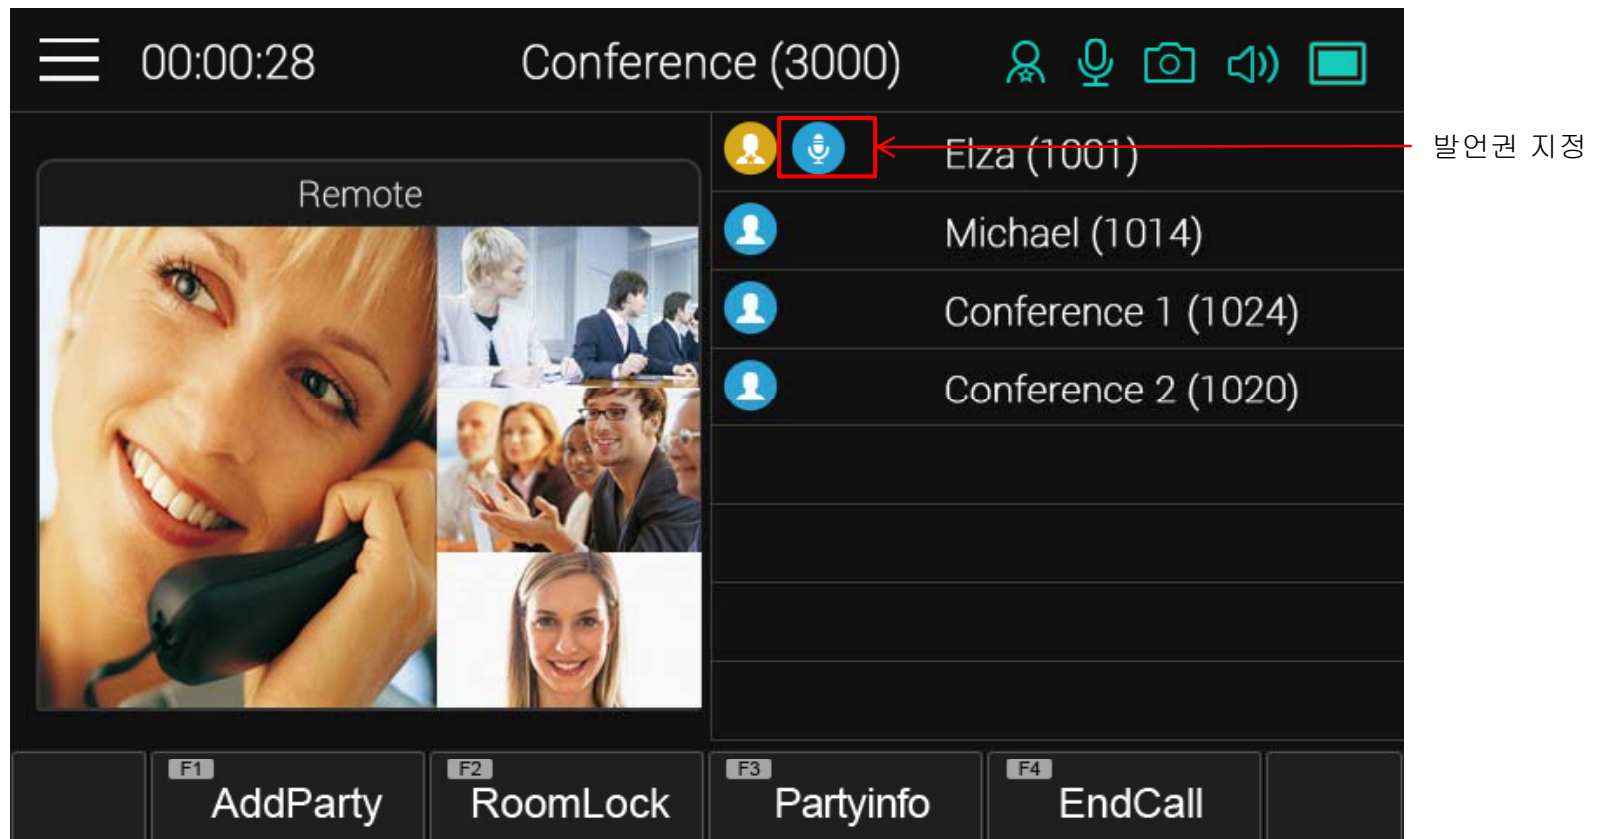 00:00:28 Conference (3000)
Elza (1001)
발언권 지정
Remote
Michael (1014)
Conference 1 (1024)
Conference 2 (1020)
F1 AddParty
F2 RoomLock
F3 Partyinfo
F4 EndCall